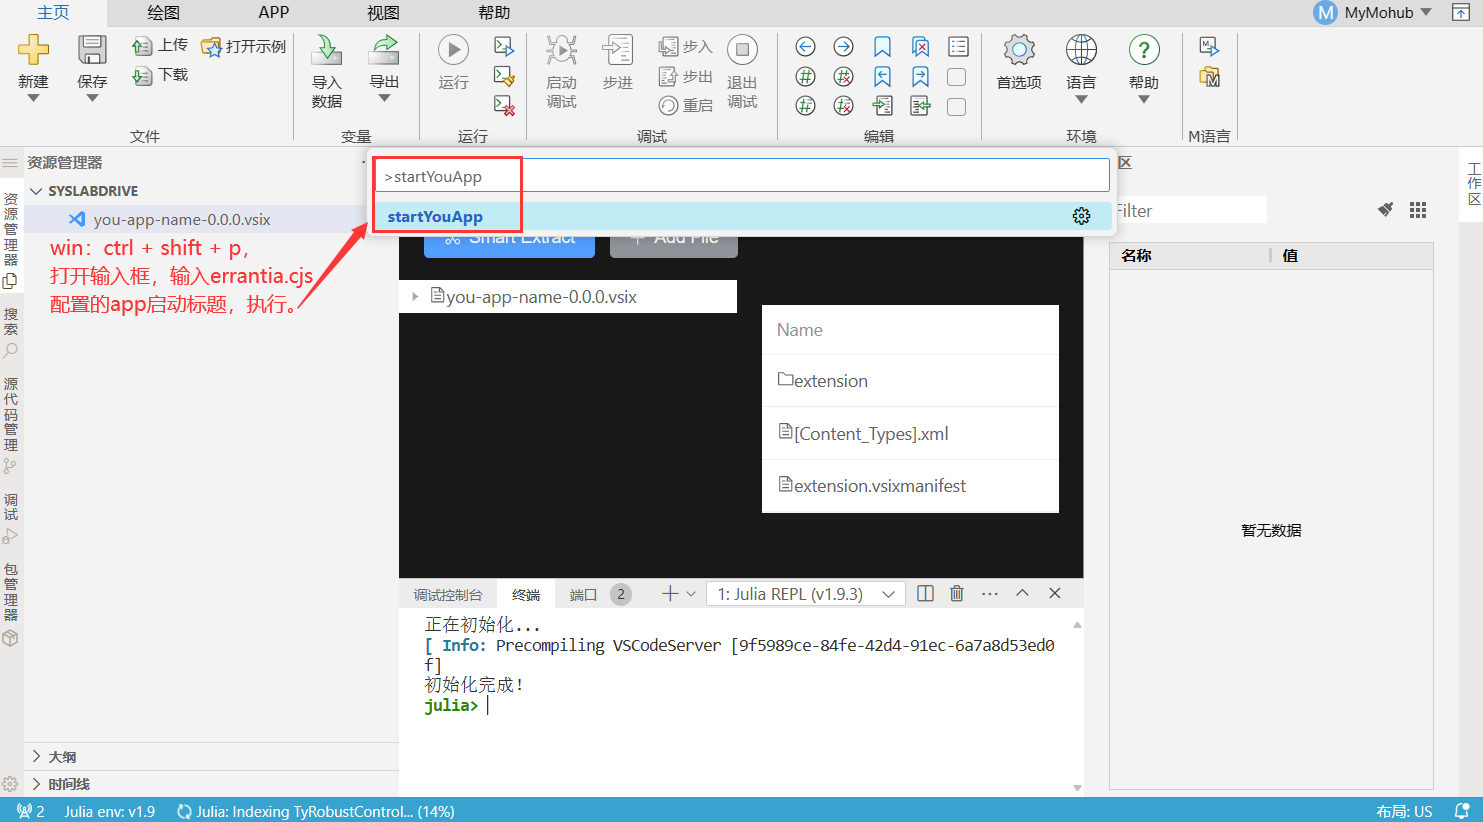 主页
绘图
APP
视图
帮助
M
MyMohub
新建
保存
上传
下载
打开示例
文件
导入
数据
导出
变量
运行
运行
启动
调试
步进
步入
步出
重启
退出
调试
调试
编辑
首选项
语言
帮助
环境
M语言
资源管理器
SYSLABDRIVE
you-app-name-0.0.0.vsix
win：ctrl + shift + p，
打开输入框，输入errantia.cjs
配置的app启动标题，执行。
资源管理器
搜索
源代码管理
调试
包管理器
>startYouApp
startYouApp
Smart Extract
Add File
you-app-name-0.0.0.vsix
Name
extension
[Content_Types].xml
extension.vsixmanifest
区
工作区
Filter
名称
值
暂无数据
调试控制台
终端
端口
2
1: Julia REPL (v1.9.3)
正在初始化...
[ Info: Precompiling VSCodeServer [9f5989ce-84fe-42d4-91ec-6a7a8d53ed0
f]
初始化完成!
julia>
大纲
时间线
2
Julia env: v1.9
Julia: Indexing TyRobustControl... (14%)
布局: US